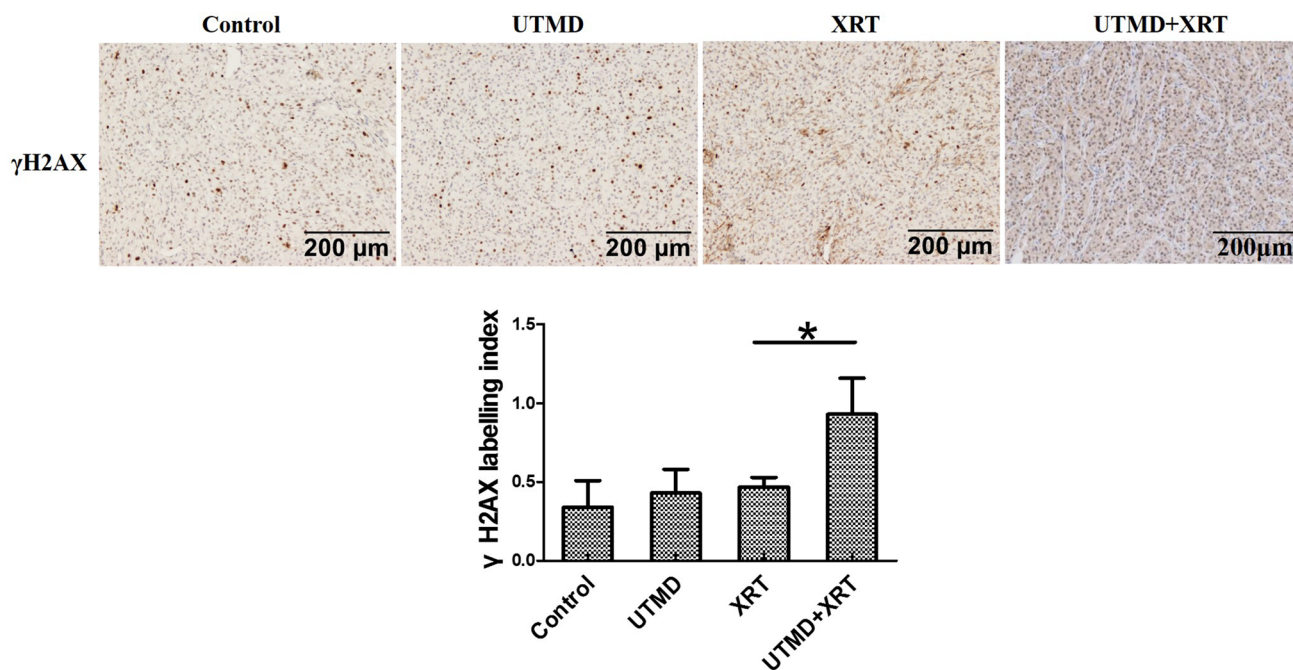 Control UTMD XRT UTMD+XRT
γH2AX
200 μm 200 μm 200 μm 200μm
γ H2AX labelling index
1.5
1.0
0.5
0.0
*
Control UTMD XRT UTMD+XRT